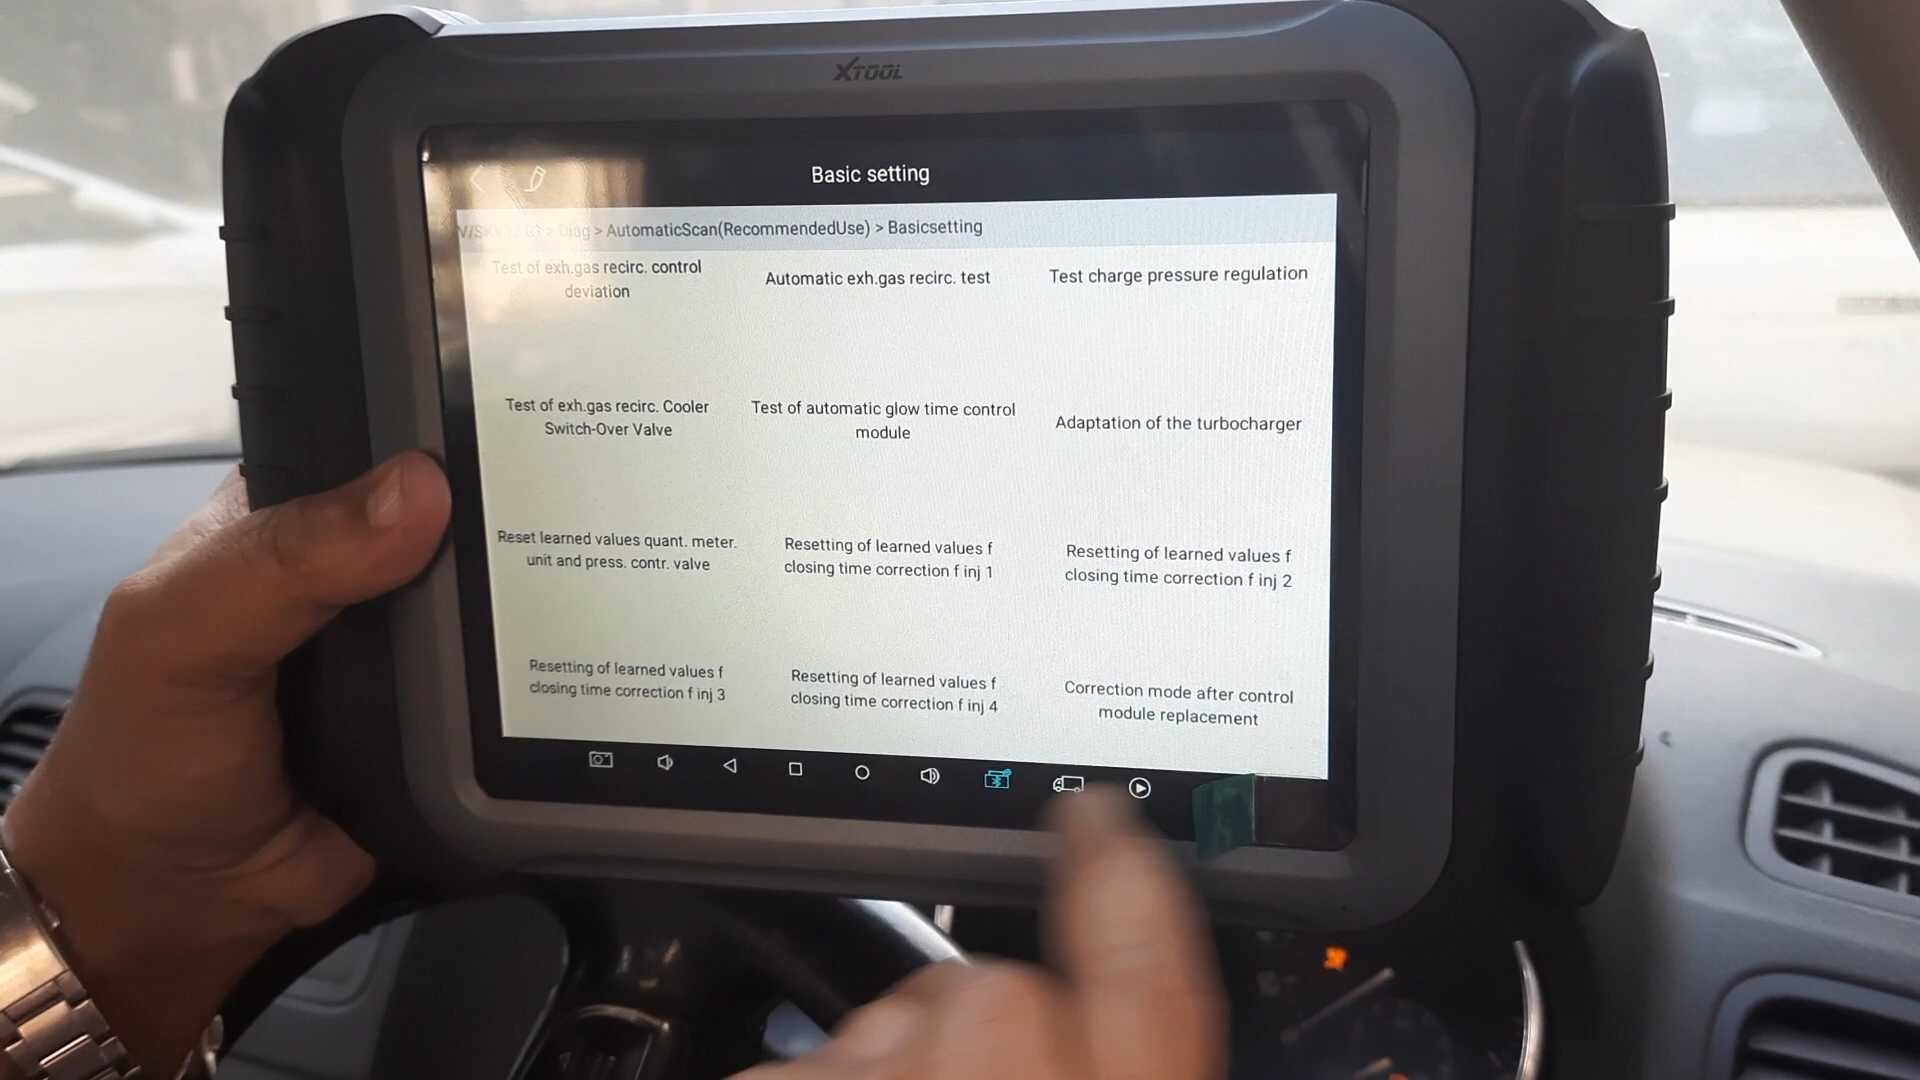 XTOOL
Basic setting
> Diag > AutomaticScan(RecommendedUse) > Basicsetting
Test of exh.gas recirc. control
deviation
Automatic exh.gas recirc. test
Test charge pressure regulation
Test of exh.gas recirc. Cooler
Switch-Over Valve
Test of automatic glow time control
module
Adaptation of the turbocharger
Reset learned values quant. meter.
unit and press. contr. valve
Resetting of learned values f
closing time correction f inj 1
Resetting of learned values f
closing time correction f inj 2
Resetting of learned values f
closing time correction f inj 3
Resetting of learned values f
closing time correction f inj 4
Correction mode after control
module replacement